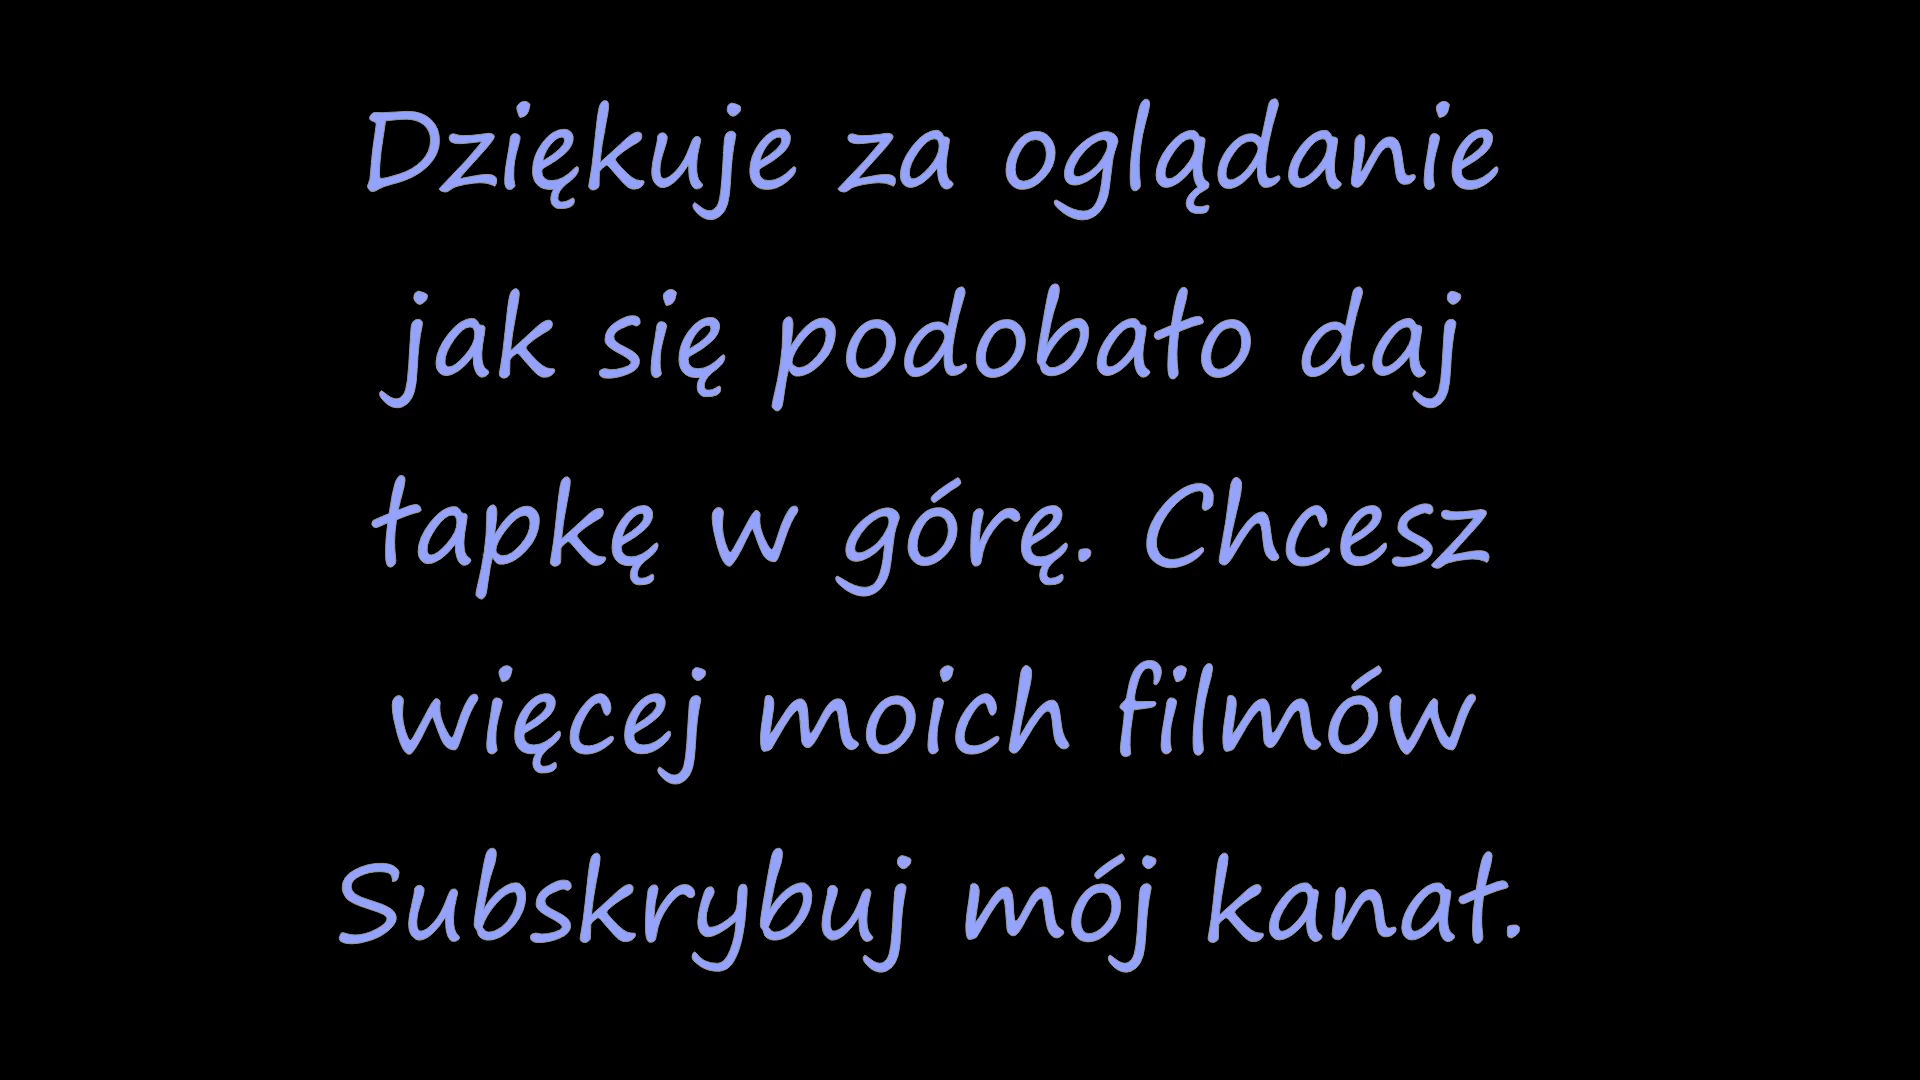 Dziękuje za oglądanie
jak się podobało daj
łapkę w górę. Chcesz
więcej moich filmów
Subskrybuj mój kanał.